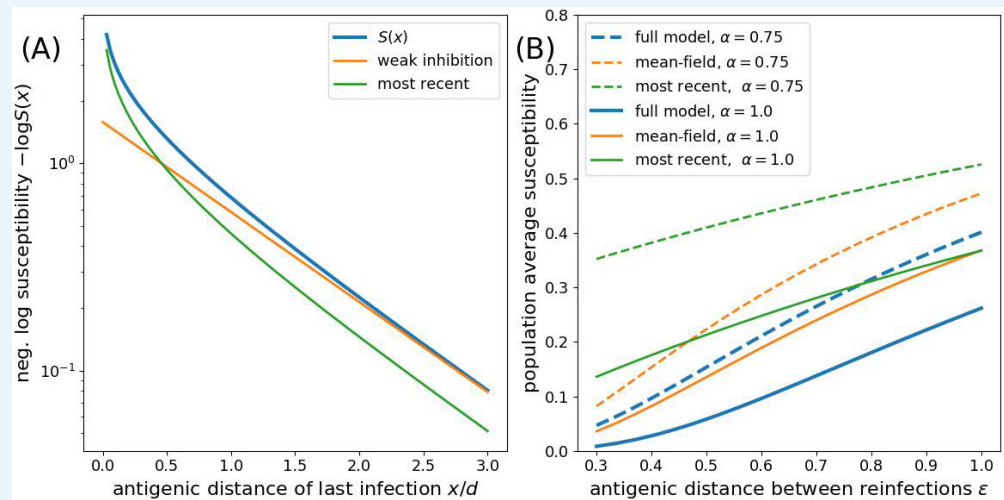 (A)
neg. log susceptibility −logS(x)
10⁰
10⁻¹
S(x)
weak inhibition
most recent
0.0 0.5 1.0 1.5 2.0 2.5 3.0
antigenic distance of last infection x/d
(B)
population average susceptibility
0.8
0.7
0.6
0.5
0.4
0.3
0.2
0.1
0.0
full model, α = 0.75
mean-field, α = 0.75
most recent, α = 0.75
full model, α = 1.0
mean-field, α = 1.0
most recent, α = 1.0
0.3 0.4 0.5 0.6 0.7 0.8 0.9 1.0
antigenic distance between reinfections ε